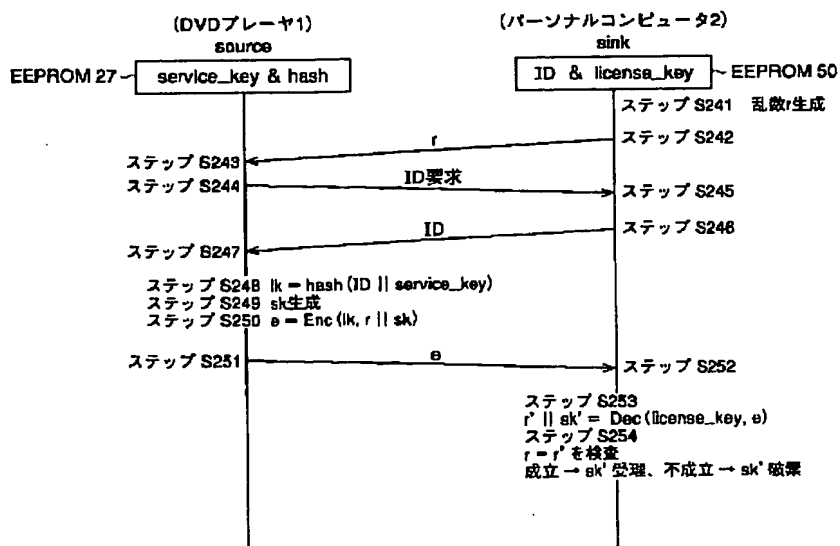 (DVDプレーヤ1)
source
(パーソナルコンピュータ2)
sink
EEPROM 27
service_key & hash
ID & license_key
EEPROM 50
ステップ S241 乱数r生成
ステップ S242
r
ステップ S243
ステップ S244
ID要求
ステップ S245
ステップ S246
ID
ステップ S247
ステップ S248 lk = hash (ID || service_key)
ステップ S249 sk生成
ステップ S250 e = Enc (lk, r || sk)
ステップ S251
e
ステップ S252
ステップ S253
r' || sk' = Dec (license_key, e)
ステップ S254
r = r' を検査
成立 → sk' 受理、不成立 → sk' 破棄